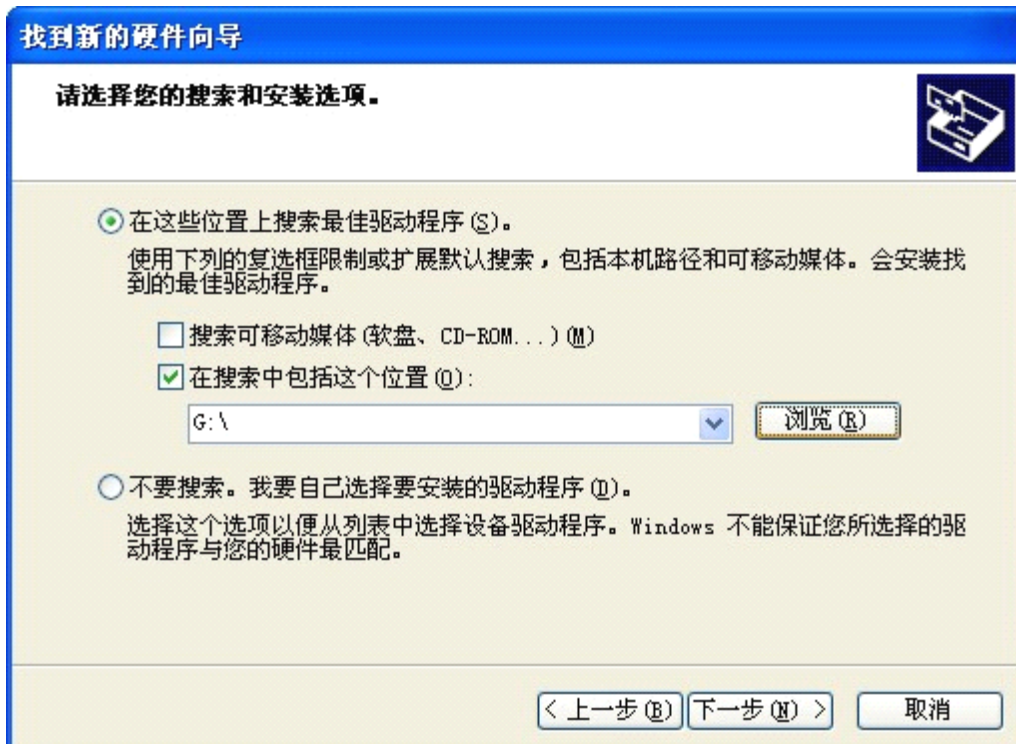 找到新的硬件向导
请选择您的搜索和安装选项。
在这些位置上搜索最佳驱动程序(S)。
使用下列的复选框限制或扩展默认搜索，包括本机路径和可移动媒体。会安装找
到的最佳驱动程序。
搜索可移动媒体(软盘、CD-ROM...)(M)
在搜索中包括这个位置(O):
G:\
浏览(R)
不要搜索。我要自己选择要安装的驱动程序(D)。
选择这个选项以便从列表中选择设备驱动程序。Windows 不能保证您所选择的驱
动程序与您的硬件最匹配。
< 上一步(B) 下一步(N) > 取消